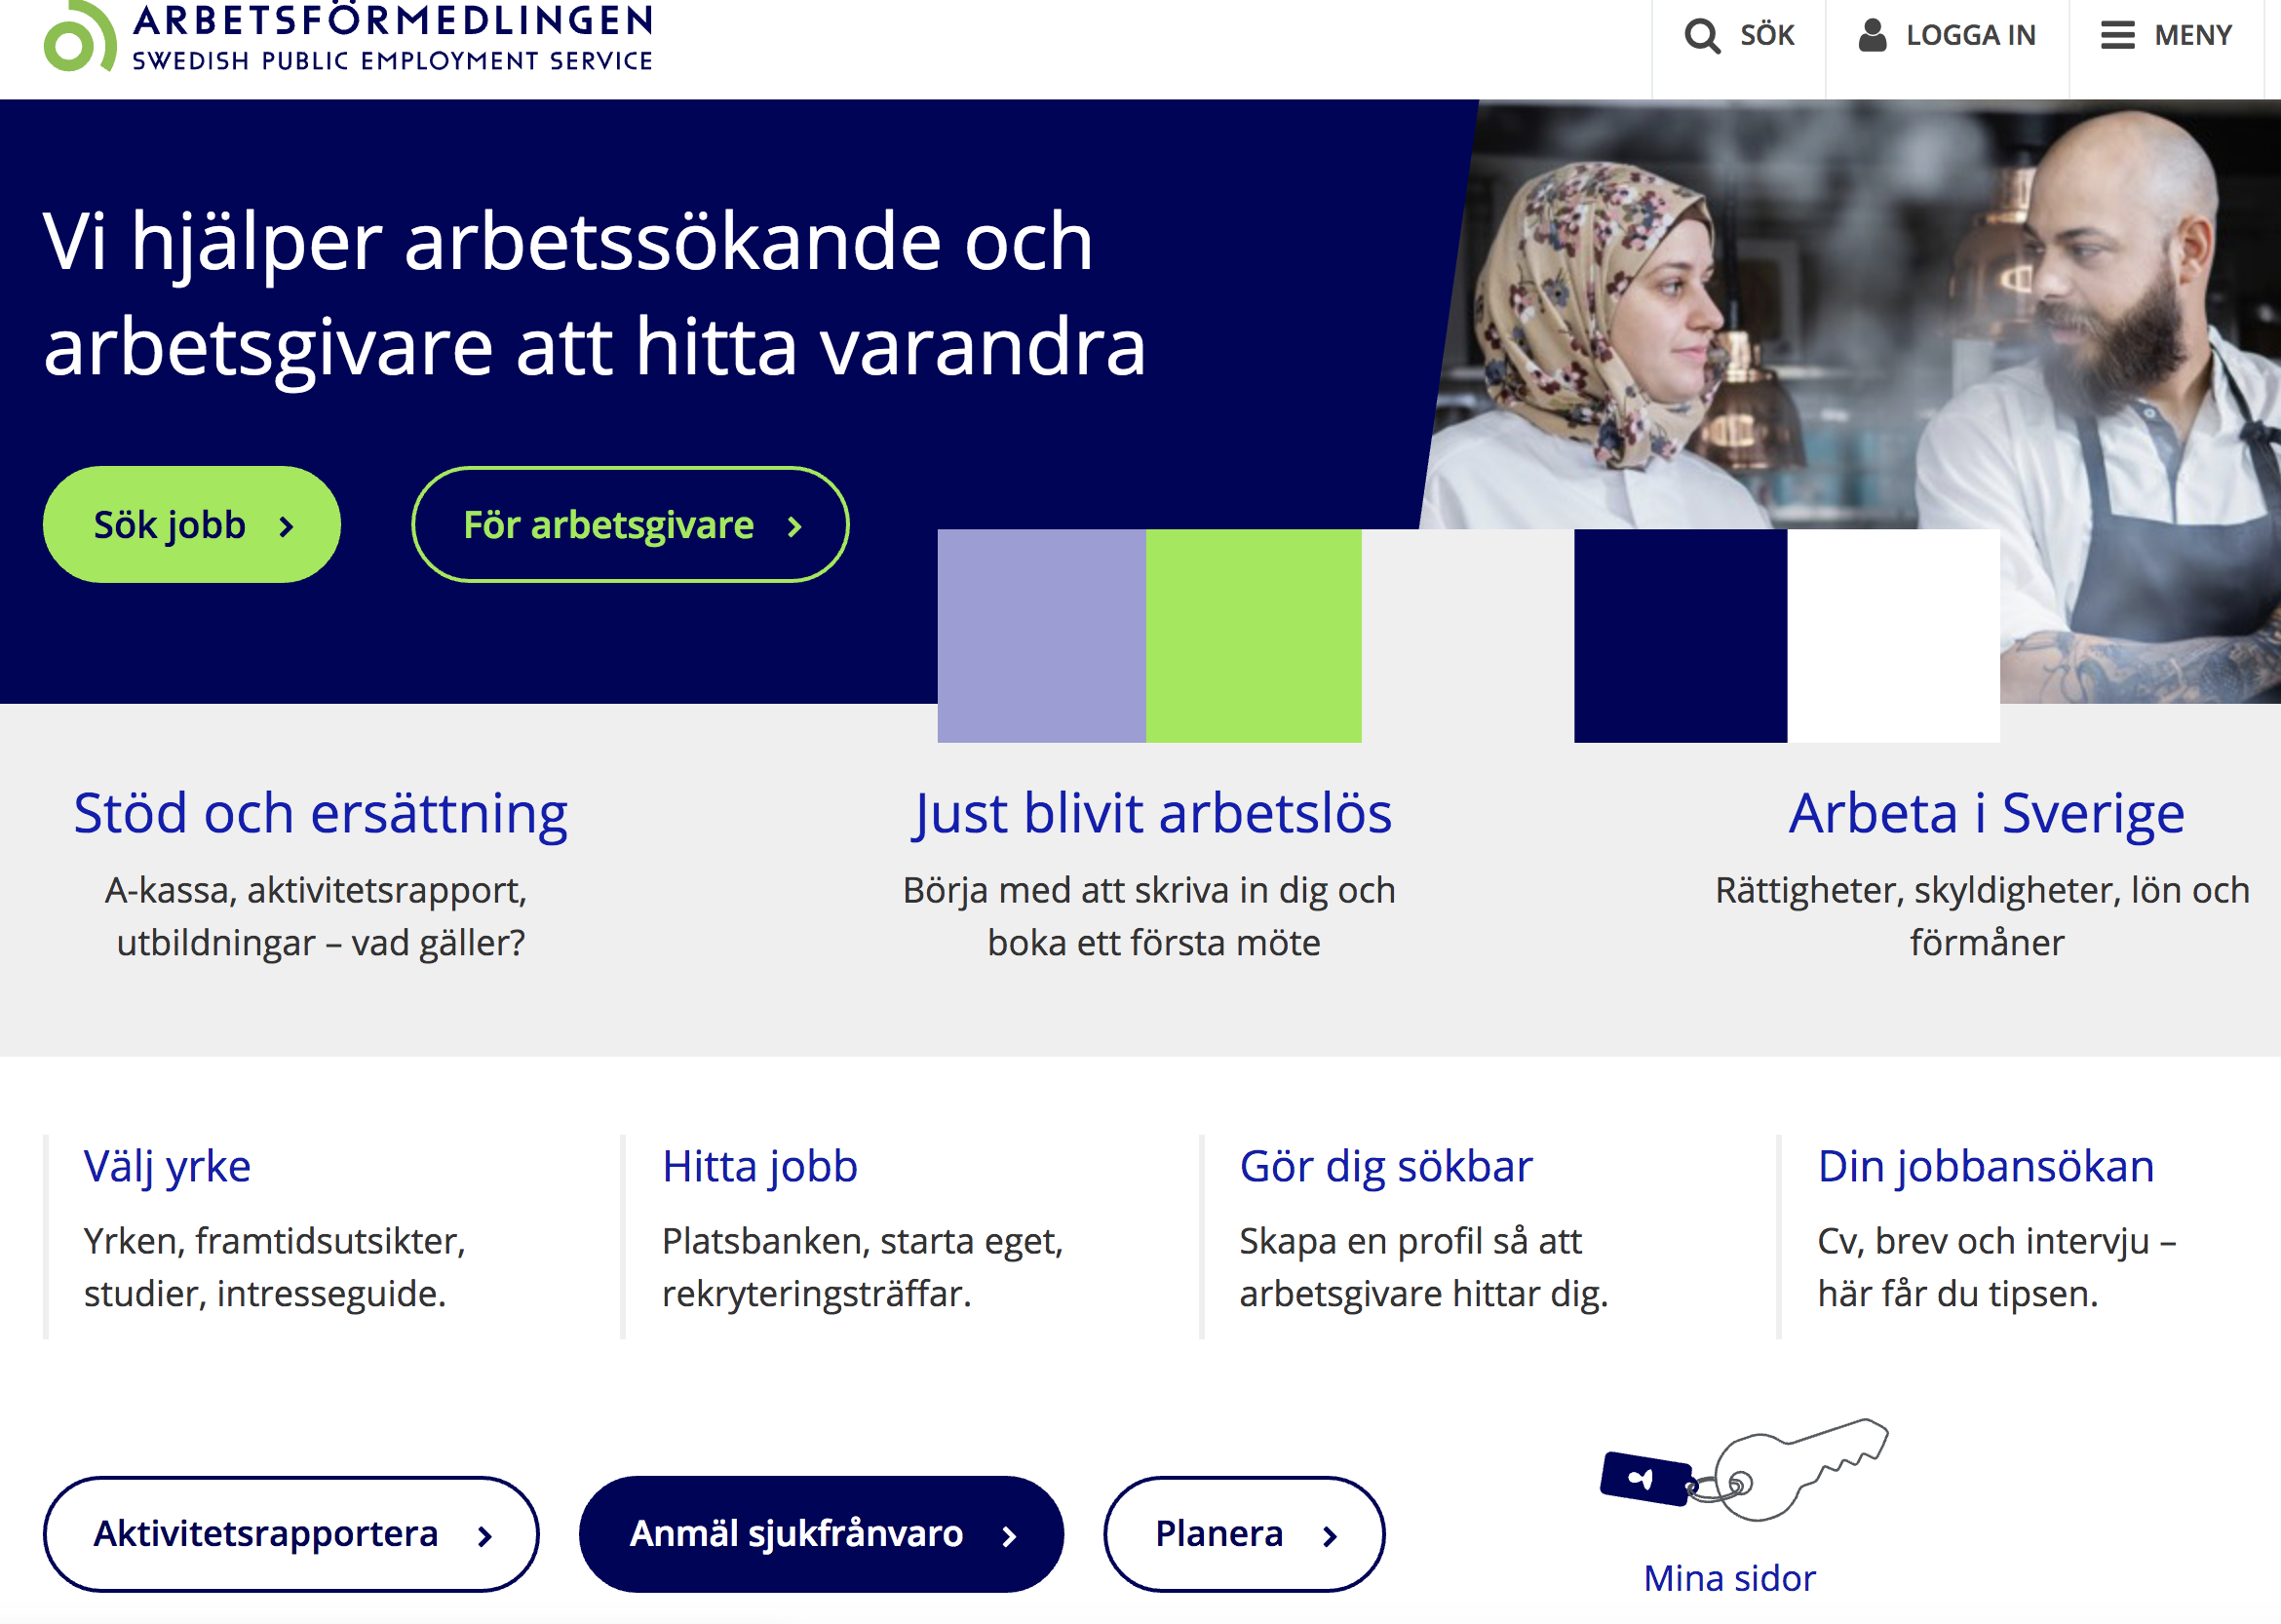 ARBETSFÖRMEDLINGEN
SWEDISH PUBLIC EMPLOYMENT SERVICE
SÖK
LOGGA IN
MENY
Vi hjälper arbetssökande och
arbetsgivare att hitta varandra
Sök jobb
För arbetsgivare
Stöd och ersättning
A-kassa, aktivitetsrapport,
utbildningar – vad gäller?
Just blivit arbetslös
Börja med att skriva in dig och
boka ett första möte
Arbeta i Sverige
Rättigheter, skyldigheter, lön och
förmåner
Välj yrke
Yrken, framtidsutsikter,
studier, intresseguide.
Hitta jobb
Platsbanken, starta eget,
rekryteringsträffar.
Gör dig sökbar
Skapa en profil så att
arbetsgivare hittar dig.
Din jobbansökan
Cv, brev och intervju –
här får du tipsen.
Aktivitetsrapportera
Anmäl sjukfrånvaro
Planera
Mina sidor